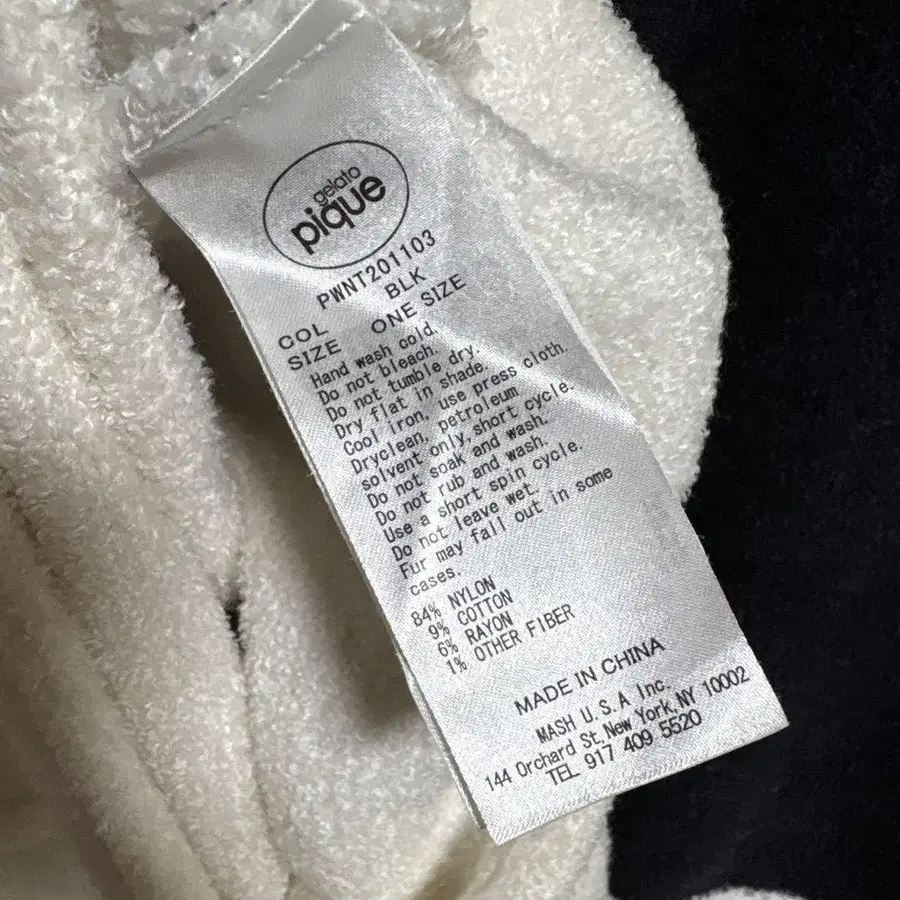 gelato
pique
PWNT201103
COL BLK
SIZE ONE SIZE
Hand wash cold.
Do not bleach.
Do not tumble dry.
Dry flat in shade.
Cool iron, use press cloth.
Dryclean, petroleum
solvent only, short cycle.
Do not soak and wash.
Do not rub and wash.
Use a short spin cycle.
Do not leave wet.
Fur may fall out in some
cases.
84% NYLON
9% COTTON
6% RAYON
1% OTHER FIBER
MADE IN CHINA
MASH U.S.A Inc.
144 Orchard St, New York, NY 10002
TEL 917 409 5520